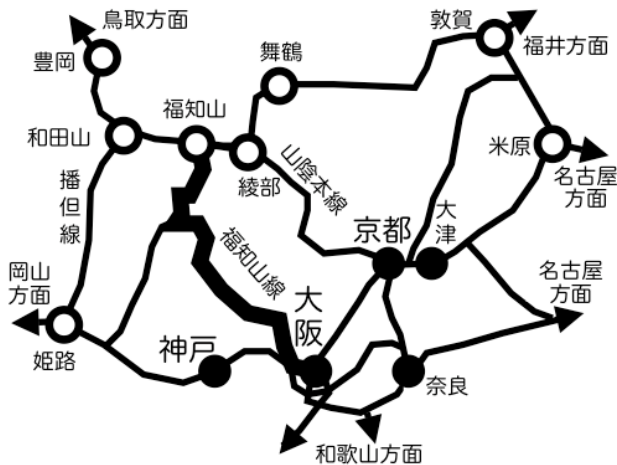 鳥取方面
敦賀
豊岡
舞鶴
福井方面
福知山
和田山
米原
綾部
山陰本線
名古屋
方面
播但線
大津
京都
福知山線
岡山
方面
名古屋
方面
大阪
神戸
姫路
奈良
和歌山方面